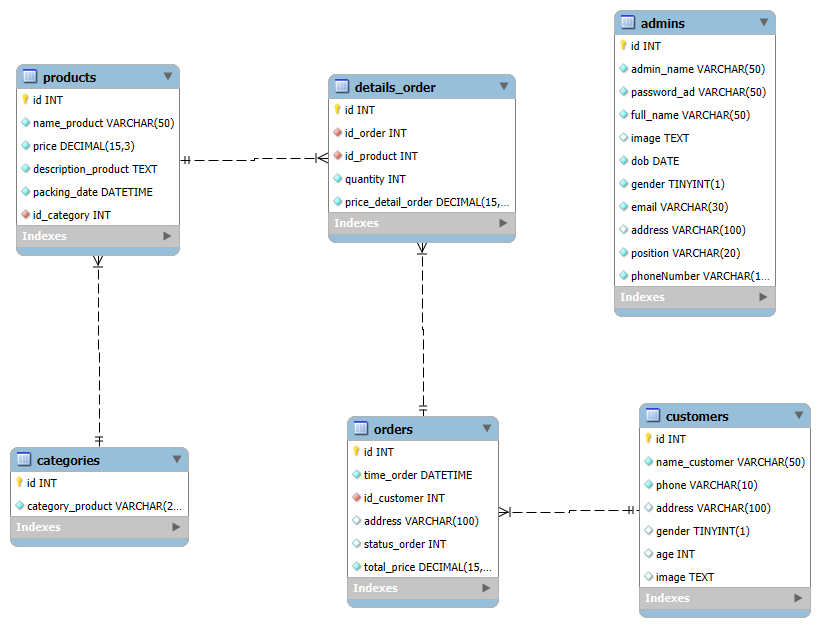 products
id INT
name_product VARCHAR(50)
price DECIMAL(15,3)
description_product TEXT
packing_date DATETIME
id_category INT
Indexes
details_order
id INT
id_order INT
id_product INT
quantity INT
price_detail_order DECIMAL(15,...
Indexes
admins
id INT
admin_name VARCHAR(50)
password_ad VARCHAR(50)
full_name VARCHAR(50)
image TEXT
dob DATE
gender TINYINT(1)
email VARCHAR(30)
address VARCHAR(100)
position VARCHAR(20)
phoneNumber VARCHAR(1...
Indexes
categories
id INT
category_product VARCHAR(2...
Indexes
orders
id INT
time_order DATETIME
id_customer INT
address VARCHAR(100)
status_order INT
total_price DECIMAL(15,...
Indexes
customers
id INT
name_customer VARCHAR(50)
phone VARCHAR(10)
address VARCHAR(100)
gender TINYINT(1)
age INT
image TEXT
Indexes